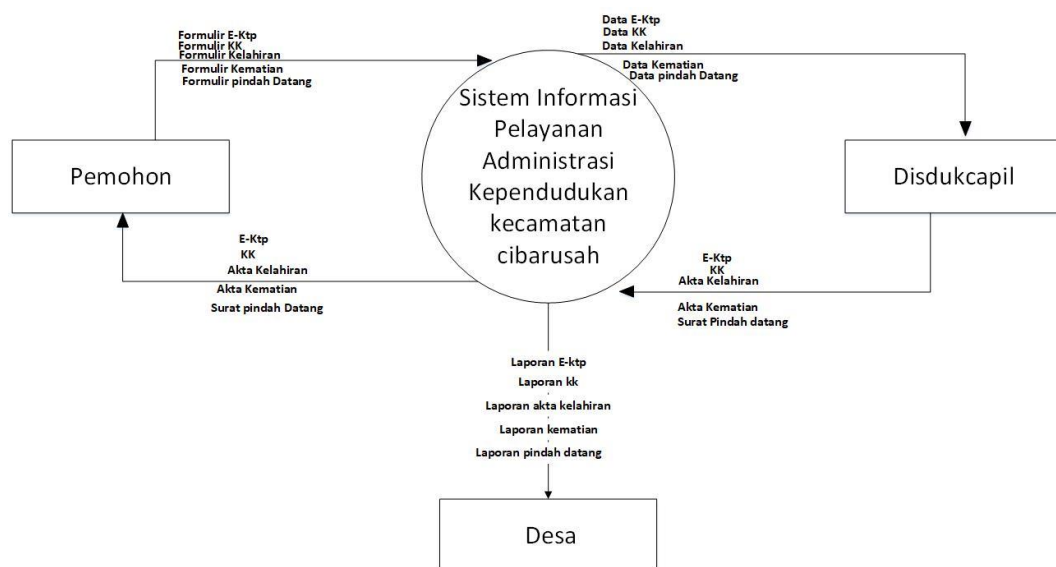 Formulir E-Ktp
Formulir KK
Formulir Kelahiran
Formulir Kematian
Formulir pindah Datang
Data E-Ktp
Data KK
Data Kelahiran
Data Kematian
Data pindah Datang
Sistem Informasi
Pelayanan
Administrasi
Kependudukan
kecamatan
cibarusah
Pemohon
Disdukcapil
E-Ktp
KK
Akta Kelahiran
Akta Kematian
Surat pindah Datang
E-Ktp
KK
Akta Kelahiran
Akta Kematian
Surat Pindah datang
Laporan E-ktp
Laporan kk
Laporan akta kelahiran
Laporan kematian
Laporan pindah datang
Desa